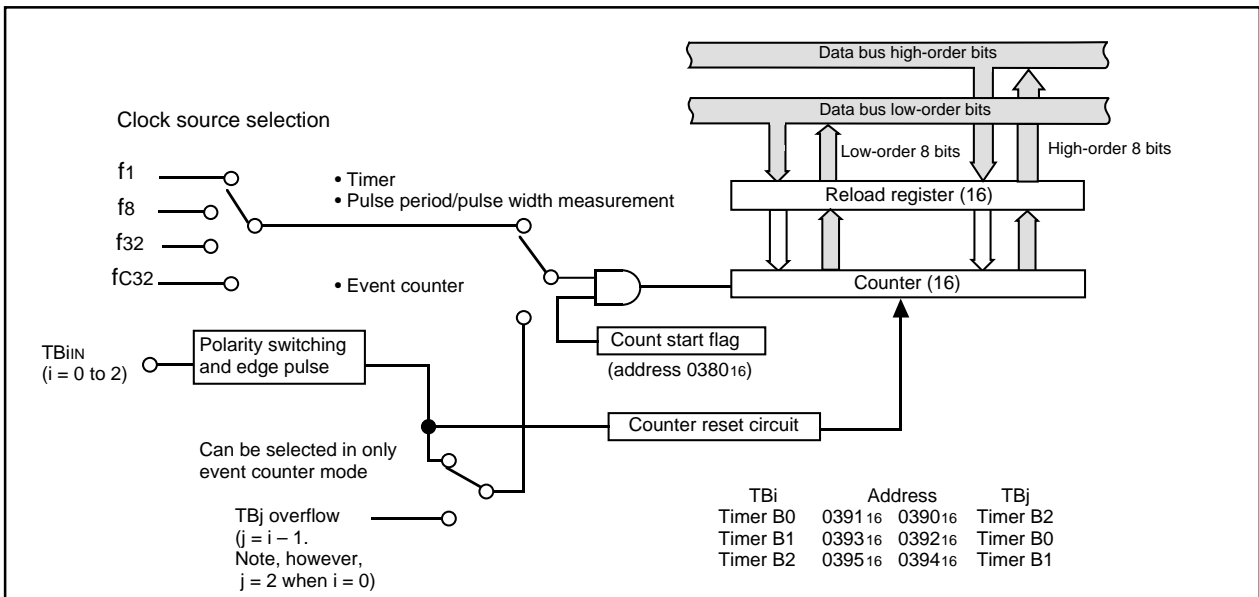 Data bus high-order bits
Data bus low-order bits
Clock source selection
Low-order 8 bits
High-order 8 bits
f1
• Timer
• Pulse period/pulse width measurement
Reload register (16)
f8
f32
fC32
• Event counter
Counter (16)
TBiIN
(i = 0 to 2)
Polarity switching
and edge pulse
Count start flag
(address 038016)
Counter reset circuit
Can be selected in only
event counter mode
TBj overflow
(j = i – 1.
Note, however,
j = 2 when i = 0)
TBi Address TBj
Timer B0 039116 039016 Timer B2
Timer B1 039316 039216 Timer B0
Timer B2 039516 039416 Timer B1